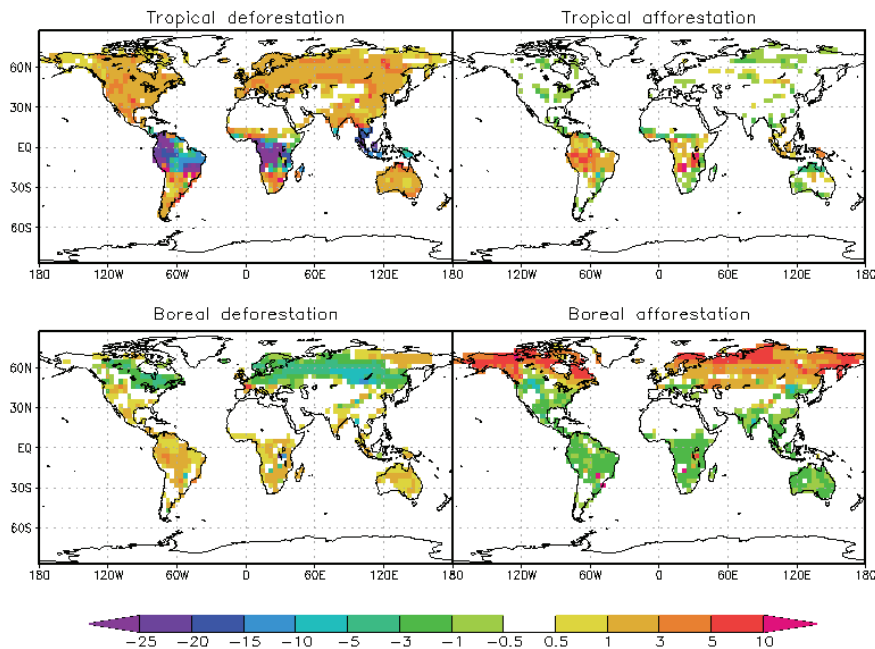 Tropical deforestation
Tropical afforestation
60N
30N
EQ
30S
60S
180 120W 60W 0 60E 120E 180 120W 60W 0 60E 120E 180
Boreal deforestation
Boreal afforestation
60N
30N
EQ
30S
60S
180 120W 60W 0 60E 120E 180 120W 60W 0 60E 120E 180
-25 -20 -15 -10 -5 -3 -1 -0.5 0.5 1 3 5 10